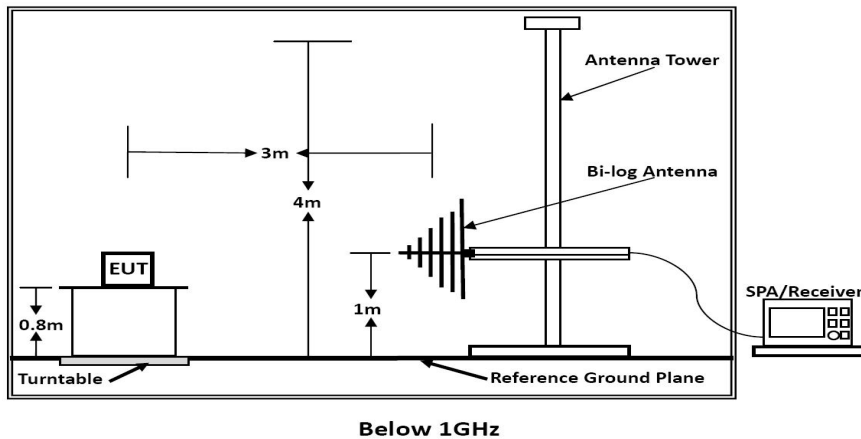 Antenna Tower
3m
Bi-log Antenna
4m
EUT
1m
SPA/Receiver
0.8m
Turntable
Reference Ground Plane
Below 1GHz